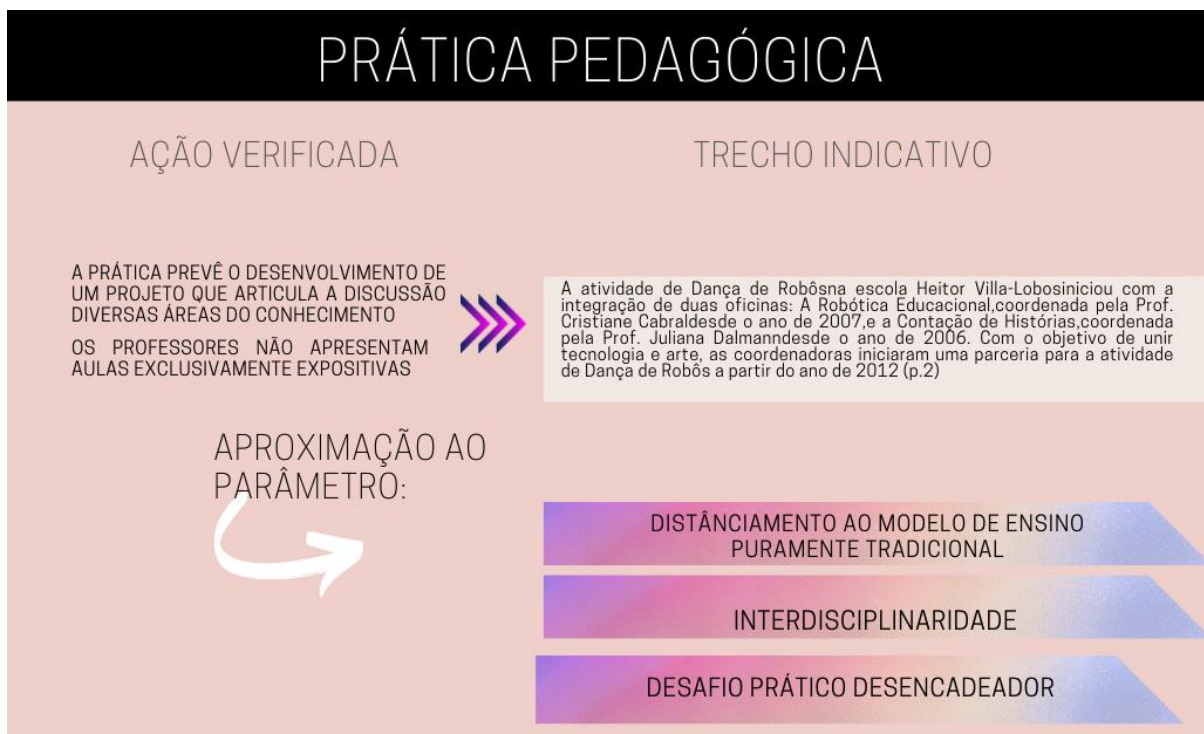 PRÁTICA PEDAGÓGICA
AÇÃO VERIFICADA
TRECHO INDICATIVO
A PRÁTICA PREVÊ O DESENVOLVIMENTO DE
UM PROJETO QUE ARTICULA A DISCUSSÃO
DIVERSAS ÁREAS DO CONHECIMENTO
OS PROFESSORES NÃO APRESENTAM
AULAS EXCLUSIVAMENTE EXPOSITIVAS
A atividade de Dança de Robôsna escola Heitor Villa-Lobosiniciou com a
integração de duas oficinas: A Robótica Educacional,coordenada pela Prof.
Cristiane Cabraldesde o ano de 2007,e a Contação de Histórias,coordenada
pela Prof. Juliana Dalmanndesde o ano de 2006. Com o objetivo de unir
tecnologia e arte, as coordenadoras iniciaram uma parceria para a atividade
de Dança de Robôs a partir do ano de 2012 (p.2)
APROXIMAÇÃO AO
PARÂMETRO:
DISTÂNCIAMENTO AO MODELO DE ENSINO
PURAMENTE TRADICIONAL
INTERDISCIPLINARIDADE
DESAFIO PRÁTICO DESENCADEADOR